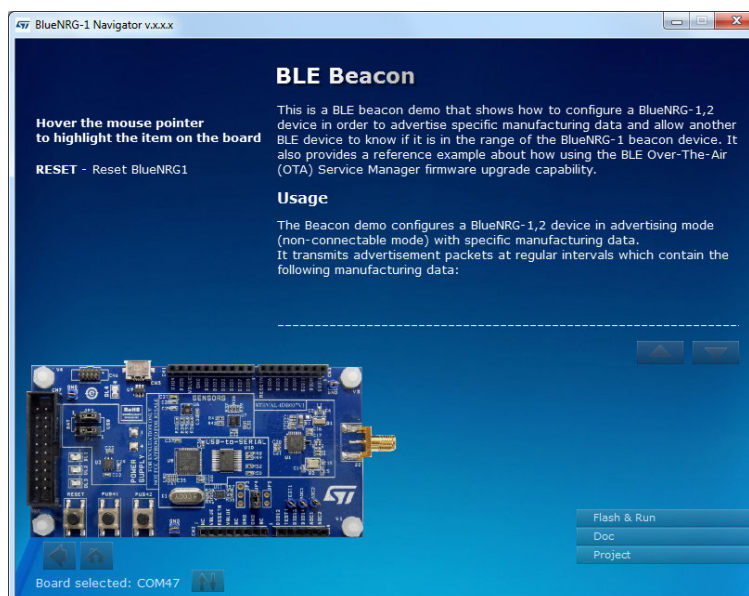 BlueNRG-1 Navigator v.x.x.x
BLE Beacon
Hover the mouse pointer
to highlight the item on the board
RESET - Reset BlueNRG1
This is a BLE beacon demo that shows how to configure a BlueNRG-1,2
device in order to advertise specific manufacturing data and allow another
BLE device to know if it is in the range of the BlueNRG-1 beacon device. It
also provides a reference example about how using the BLE Over-The-Air
(OTA) Service Manager firmware upgrade capability.
Usage
The Beacon demo configures a BlueNRG-1,2 device in advertising mode
(non-connectable mode) with specific manufacturing data.
It transmits advertisement packets at regular intervals which contain the
following manufacturing data:
SENSORS
RoHS
USB-to-SERIAL
POWER
SUPPLY
RESET
PUSH1
PUSH2
Flash & Run
Doc
Project
Board selected: COM47